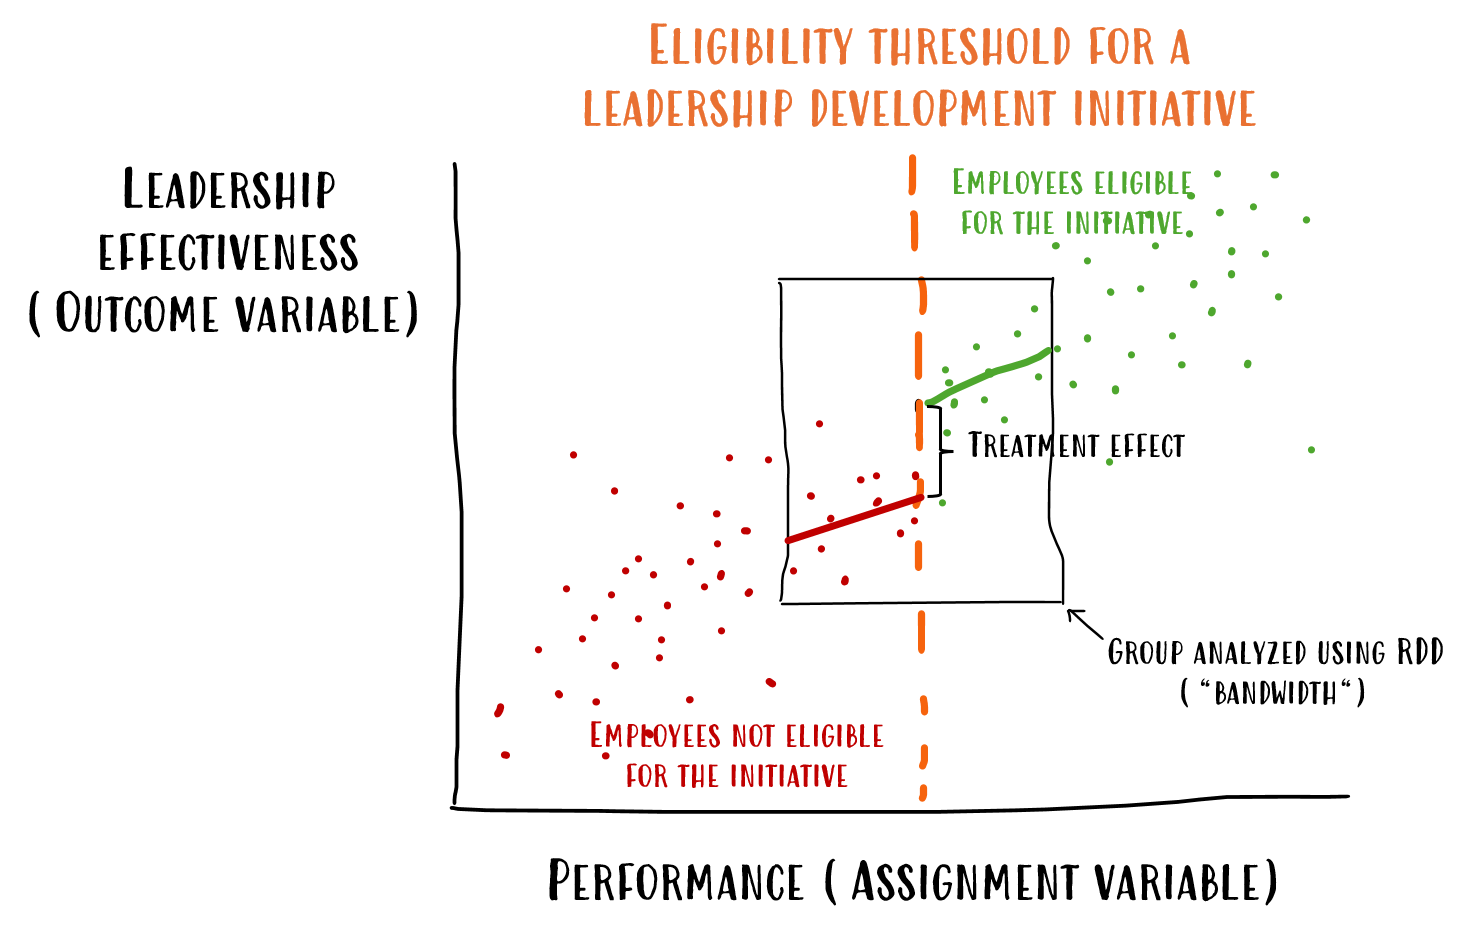 ELIGIBILITY THRESHOLD FOR A
LEADERSHIP DEVELOPMENT INITIATIVE
LEADERSHIP
EFFECTIVENESS
( OUTCOME VARIABLE)
EMPLOYEES ELIGIBLE
FOR THE INITIATIVE
TREATMENT EFFECT
GROUP ANALYZED USING RDD
( “BANDWIDTH“)
EMPLOYEES NOT ELIGIBLE
FOR THE INITIATIVE
PERFORMANCE ( ASSIGNMENT VARIABLE)